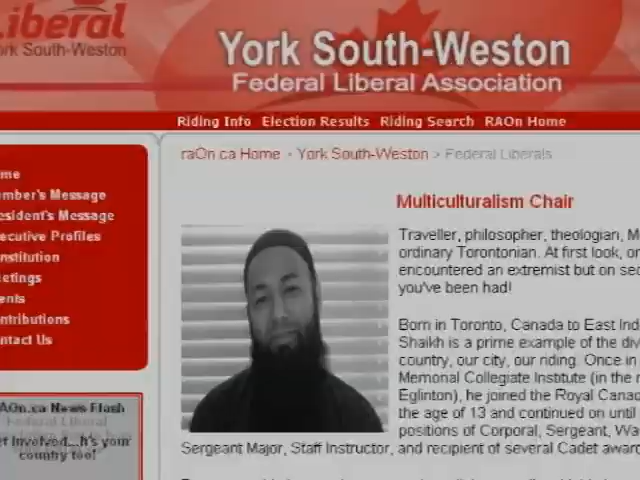 Liberal
York South-Weston
York South-Weston
Federal Liberal Association
Riding Info Election Results Riding Search RAOn Home
raOn.ca Home · York South-Weston > Federal Liberals
me
mber's Message
esident's Message
ecutive Profiles
nstitution
etings
ents
ntributions
ntact Us
AOn.ca News Flash
Federal Liberal
et involved...It's your
country too!
Multiculturalism Chair
Traveller, philosopher, theologian, M
ordinary Torontonian. At first look, or
encountered an extremist but on sec
you've been had!
Born in Toronto, Canada to East Ind
Shaikh is a prime example of the div
country, our city, our riding. Once in
Memorial Collegiate Institute (in the r
Eglinton), he joined the Royal Canad
the age of 13 and continued on until
positions of Corporal, Sergeant, Wa
Sergeant Major, Staff Instructor, and recipient of several Cadet award